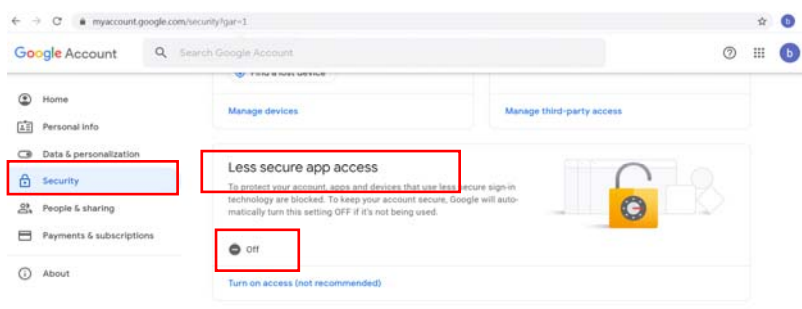 myaccount.google.com/security?gar=1
b
Google Account
Search Google Account
b
Find a lost device
Home
Manage devices
Manage third-party access
Personal info
Data & personalization
Security
Less secure app access
To protect your account, apps and devices that use less secure sign-in
technology are blocked. To keep your account secure, Google will auto-
matically turn this setting OFF if it's not being used.
People & sharing
Payments & subscriptions
Off
About
Turn on access (not recommended)